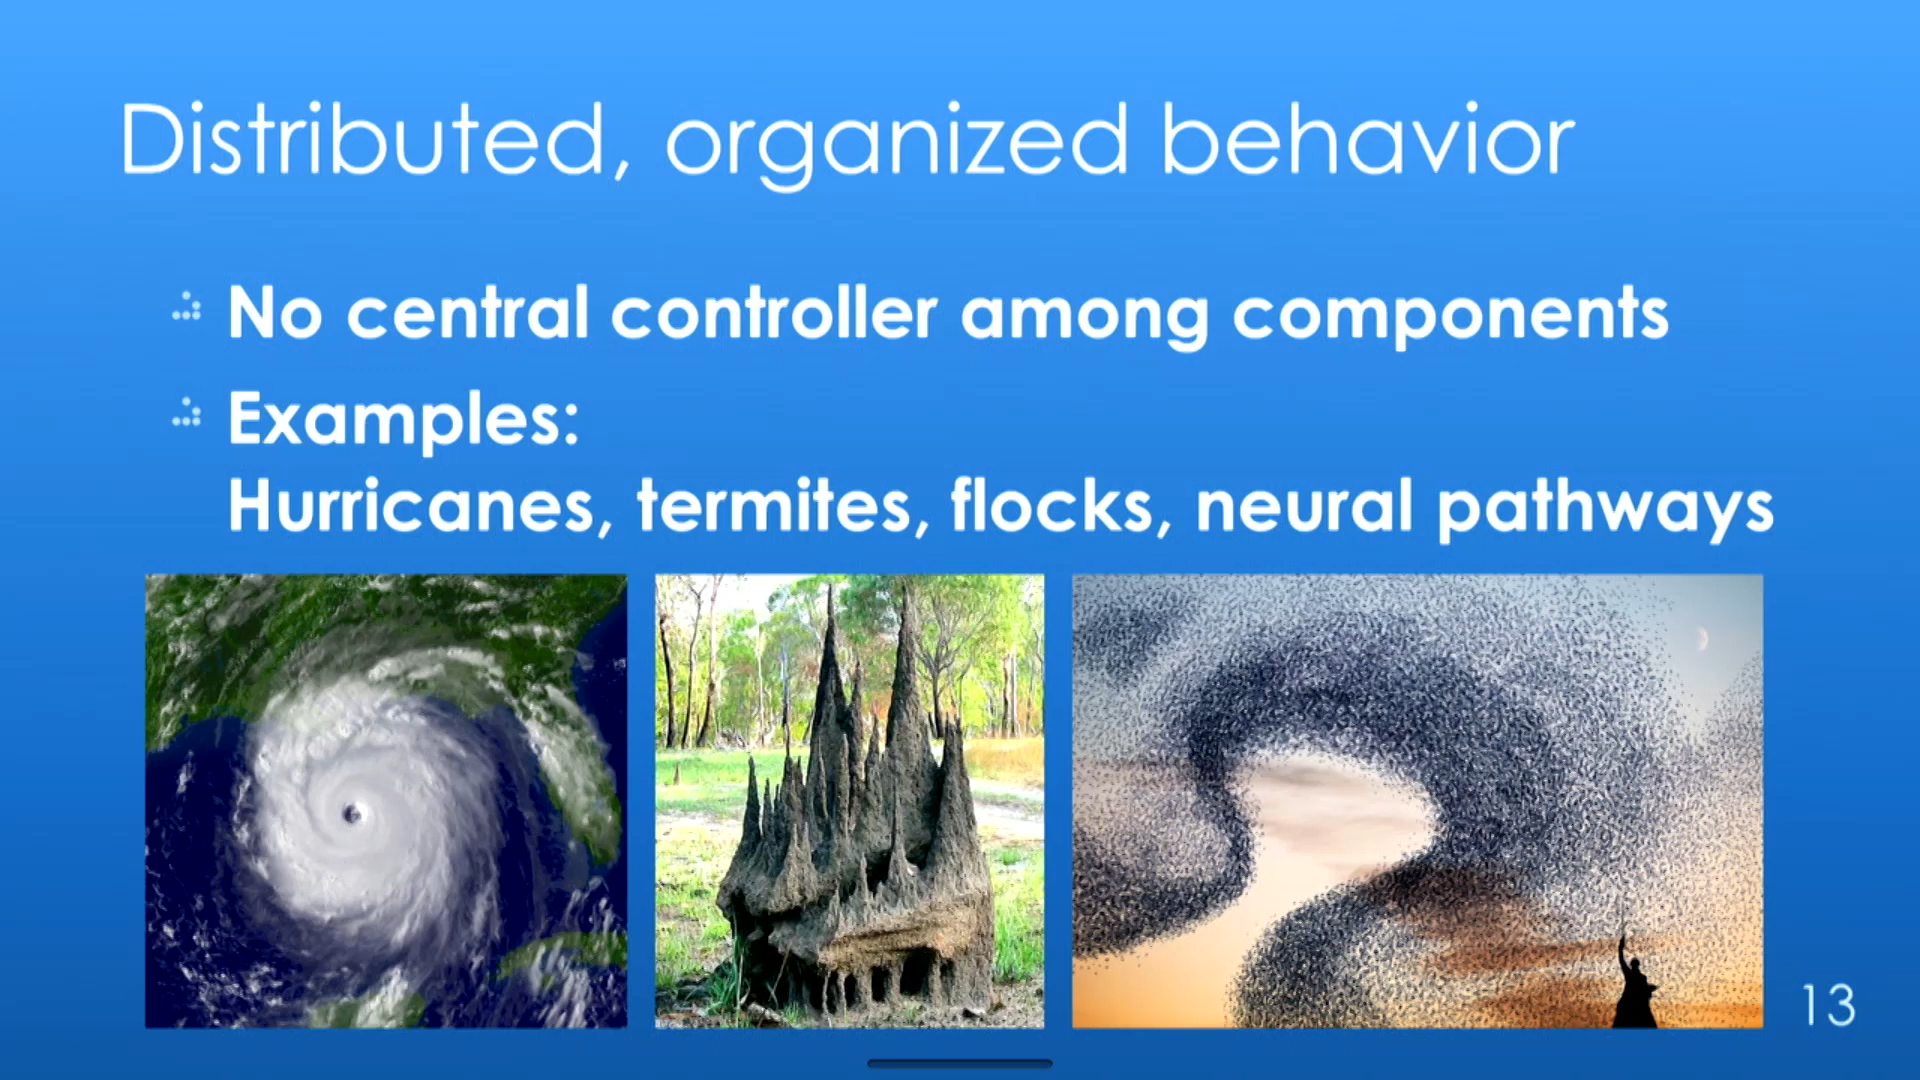 Distributed, organized behavior
No central controller among components
Examples:
Hurricanes, termites, flocks, neural pathways
13